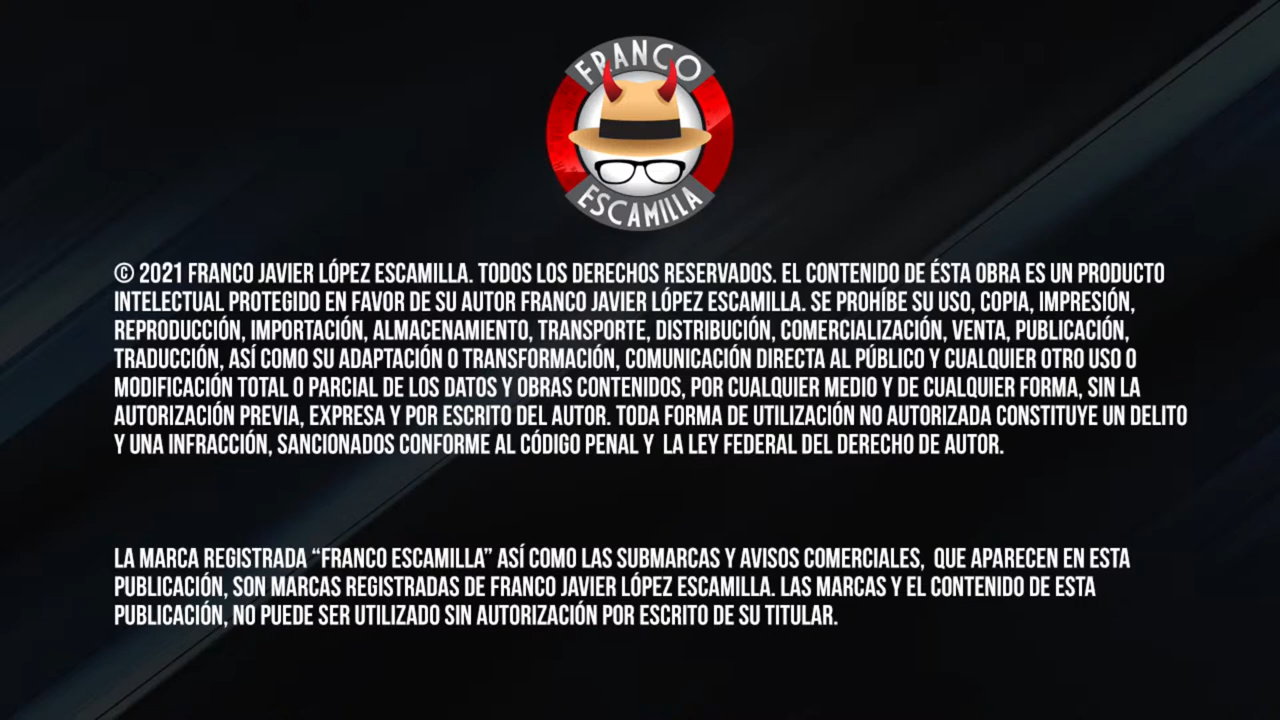 FRANCO
ESCAMILLA
© 2021 FRANCO JAVIER LÓPEZ ESCAMILLA. TODOS LOS DERECHOS RESERVADOS. EL CONTENIDO DE ÉSTA OBRA ES UN PRODUCTO
INTELECTUAL PROTEGIDO EN FAVOR DE SU AUTOR FRANCO JAVIER LÓPEZ ESCAMILLA. SE PROHÍBE SU USO, COPIA, IMPRESIÓN,
REPRODUCCIÓN, IMPORTACIÓN, ALMACENAMIENTO, TRANSPORTE, DISTRIBUCIÓN, COMERCIALIZACIÓN, VENTA, PUBLICACIÓN,
TRADUCCIÓN, ASÍ COMO SU ADAPTACIÓN O TRANSFORMACIÓN, COMUNICACIÓN DIRECTA AL PÚBLICO Y CUALQUIER OTRO USO O
MODIFICACIÓN TOTAL O PARCIAL DE LOS DATOS Y OBRAS CONTENIDOS, POR CUALQUIER MEDIO Y DE CUALQUIER FORMA, SIN LA
AUTORIZACIÓN PREVIA, EXPRESA Y POR ESCRITO DEL AUTOR. TODA FORMA DE UTILIZACIÓN NO AUTORIZADA CONSTITUYE UN DELITO
Y UNA INFRACCIÓN, SANCIONADOS CONFORME AL CÓDIGO PENAL Y  LA LEY FEDERAL DEL DERECHO DE AUTOR.
LA MARCA REGISTRADA “FRANCO ESCAMILLA” ASÍ COMO LAS SUBMARCAS Y AVISOS COMERCIALES,  QUE APARECEN EN ESTA
PUBLICACIÓN, SON MARCAS REGISTRADAS DE FRANCO JAVIER LÓPEZ ESCAMILLA. LAS MARCAS Y EL CONTENIDO DE ESTA
PUBLICACIÓN, NO PUEDE SER UTILIZADO SIN AUTORIZACIÓN POR ESCRITO DE SU TITULAR.